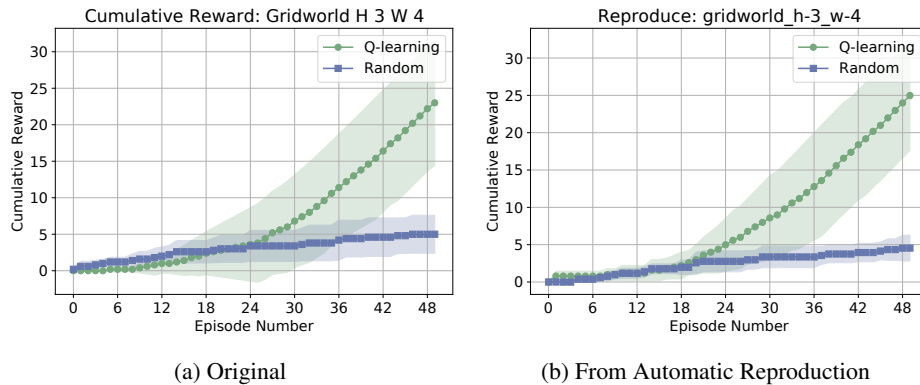 Cumulative Reward: Gridworld H 3 W 4
Cumulative Reward
30
25
20
15
10
5
0
Q-learning
Random
0 6 12 18 24 30 36 42 48
Episode Number
(a) Original
Reproduce: gridworld_h-3_w-4
Cumulative Reward
30
25
20
15
10
5
0
Q-learning
Random
0 6 12 18 24 30 36 42 48
Episode Number
(b) From Automatic Reproduction